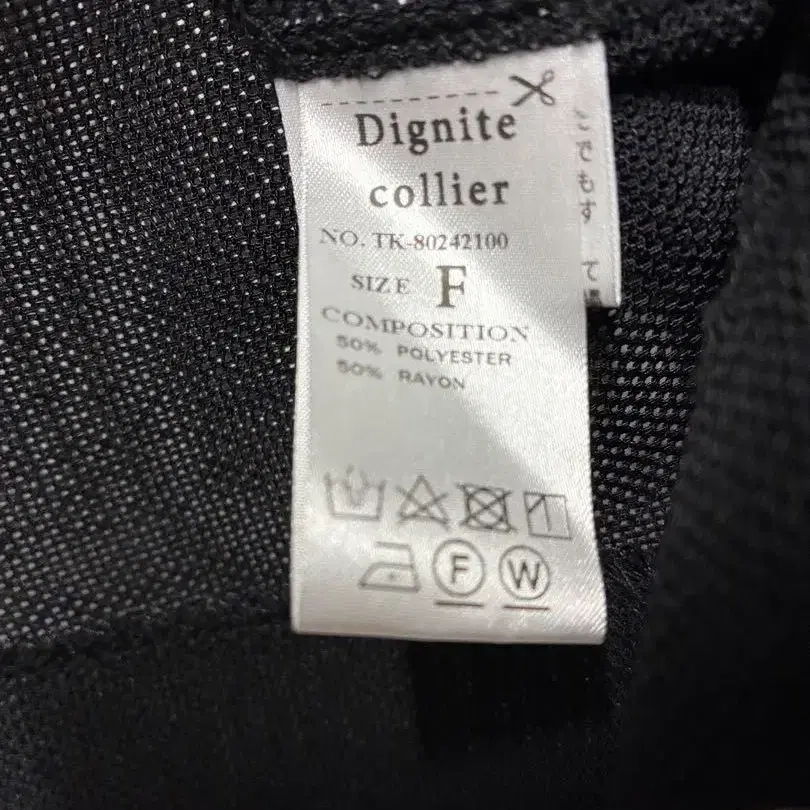 Dignite
collier
NO. TK-80242100
SIZE F
COMPOSITION
50% POLYESTER
50% RAYON
F W